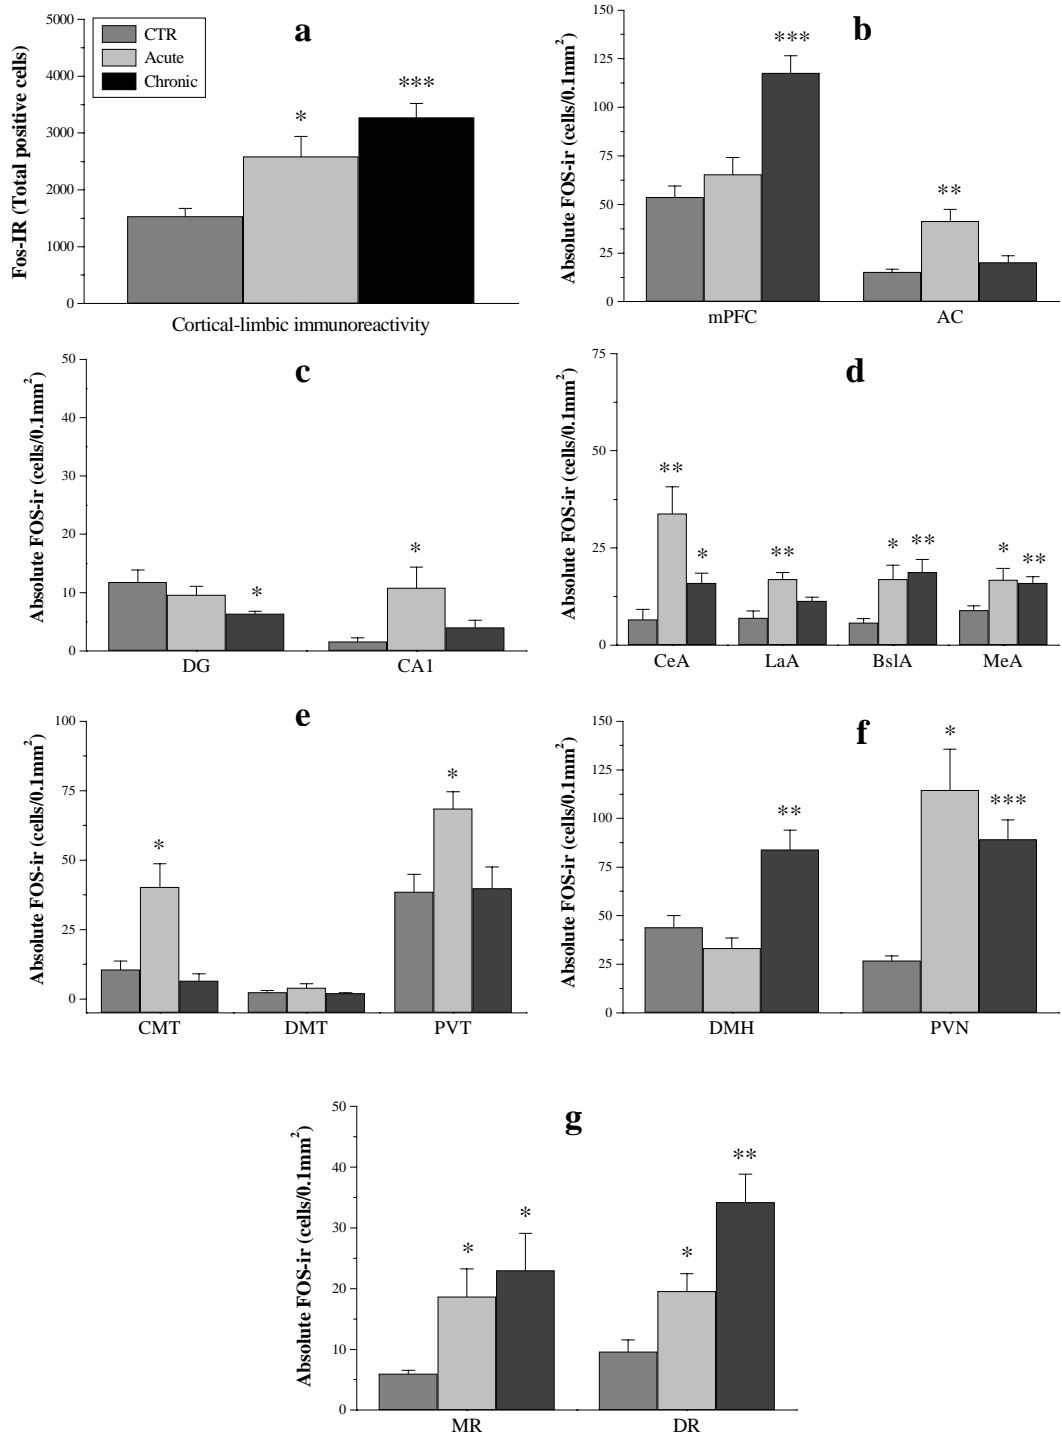 a
CTR
Acute
Chronic
Fos-IR (Total positive cells)
5000
4000
3000
2000
1000
0
*
***
Cortical-limbic immunoreactivity
b
Absolute FOS-ir (cells/0.1mm²)
150
125
100
75
50
25
0
***
**
mPFC AC
c
Absolute FOS-ir (cells/0.1mm²)
50
40
30
20
10
0
*
*
DG CA1
d
Absolute FOS-ir (cells/0.1mm²)
75
50
25
0
**
*
**
*
**
*
**
CeA LaA BslA MeA
e
Absolute FOS-ir (cells/0.1mm²)
100
75
50
25
0
*
*
CMT DMT PVT
f
Absolute FOS-ir (cells/0.1mm²)
150
125
100
75
50
25
0
**
*
***
DMH PVN
g
Absolute FOS-ir (cells/0.1mm²)
50
40
30
20
10
0
*
*
*
**
MR DR